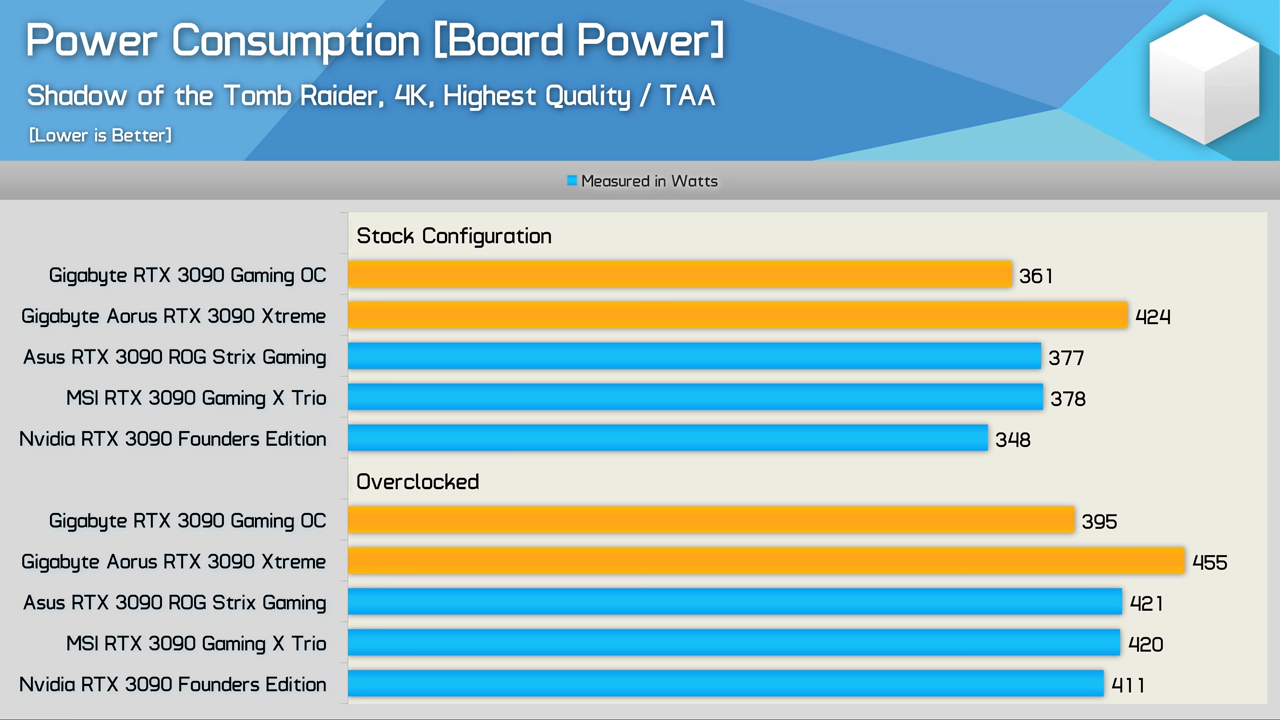 Power Consumption [Board Power]
Shadow of the Tomb Raider, 4K, Highest Quality / TAA
[Lower is Better]
Measured in Watts
Stock Configuration
Gigabyte RTX 3090 Gaming OC 361
Gigabyte Aorus RTX 3090 Xtreme 424
Asus RTX 3090 ROG Strix Gaming 377
MSI RTX 3090 Gaming X Trio 378
Nvidia RTX 3090 Founders Edition 348
Overclocked
Gigabyte RTX 3090 Gaming OC 395
Gigabyte Aorus RTX 3090 Xtreme 455
Asus RTX 3090 ROG Strix Gaming 421
MSI RTX 3090 Gaming X Trio 420
Nvidia RTX 3090 Founders Edition 411